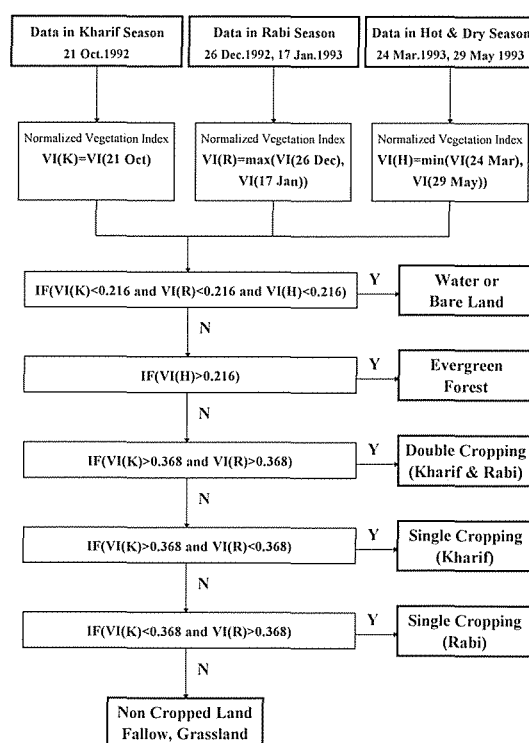 Data in Kharif Season
21 Oct.1992
Data in Rabi Season
26 Dec.1992, 17 Jan.1993
Data in Hot & Dry Season
24 Mar.1993, 29 May 1993
Normalized Vegetation Index
VI(K)=VI(21 Oct)
Normalized Vegetation Index
VI(R)=max(VI(26 Dec),
VI(17 Jan))
Normalized Vegetation Index
VI(H)=min(VI(24 Mar),
VI(29 May))
IF(VI(K)<0.216 and VI(R)<0.216 and VI(H)<0.216)
Y
Water or
Bare Land
N
IF(VI(H)>0.216)
Y
Evergreen
Forest
N
IF(VI(K)>0.368 and VI(R)>0.368)
Y
Double Cropping
(Kharif & Rabi)
N
IF(VI(K)>0.368 and VI(R)<0.368)
Y
Single Cropping
(Kharif)
N
IF(VI(K)<0.368 and VI(R)>0.368)
Y
Single Cropping
(Rabi)
N
Non Cropped Land
Fallow, Grassland